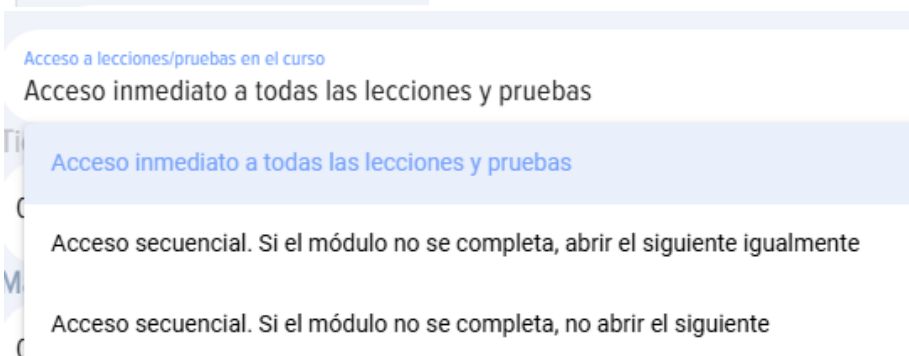 Acceso a lecciones/pruebas en el curso
Acceso inmediato a todas las lecciones y pruebas
Acceso inmediato a todas las lecciones y pruebas
Acceso secuencial. Si el módulo no se completa, abrir el siguiente igualmente
Acceso secuencial. Si el módulo no se completa, no abrir el siguiente